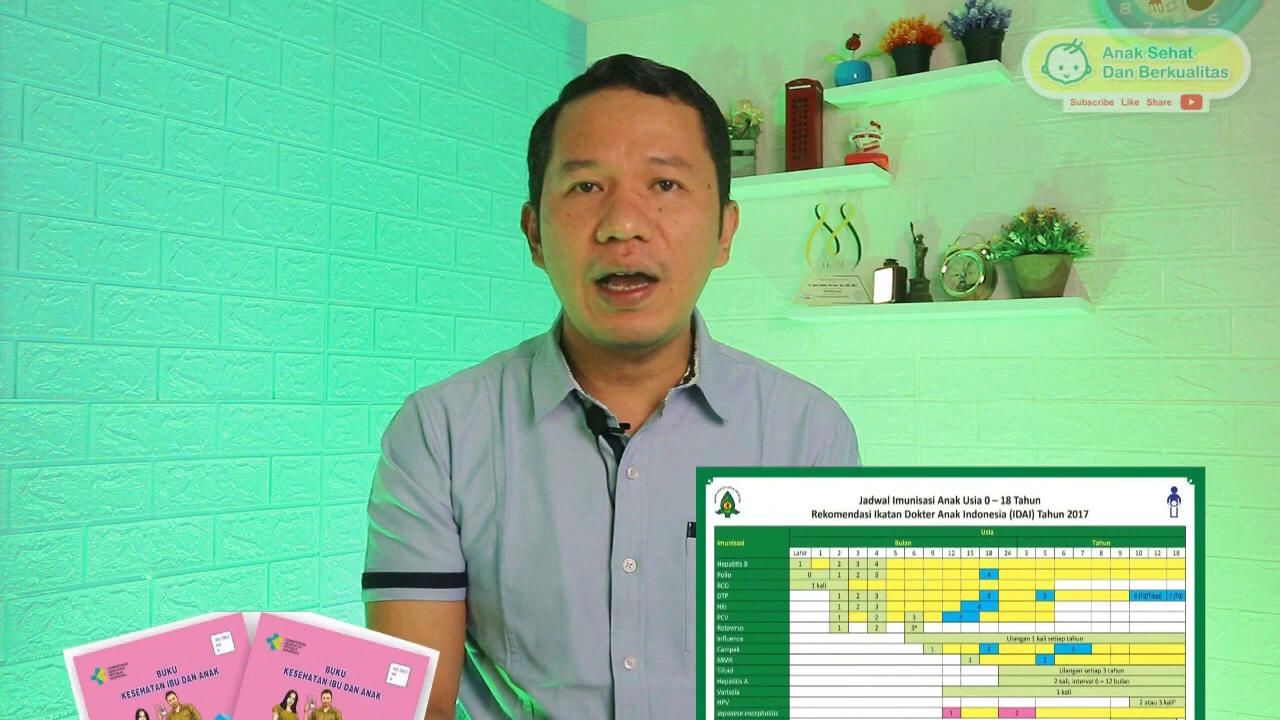 Anak Sehat
Dan Berkualitas
Subscribe Like Share
Jadwal Imunisasi Anak Usia 0 – 18 Tahun
Rekomendasi Ikatan Dokter Anak Indonesia (IDAI) Tahun 2017
Usia
Imunisasi Bulan Tahun
Lahir 1 2 3 4 5 6 9 12 15 18 24 3 5 6 7 8 9 10 12 18
Hepatitis B 1 2 3 4
Polio 0 1 2 3 4
BCG 1 kali
DTP 1 2 3 4 5 6 (Td/Tdap) 7 (Td)
Hib 1 2 3 4
PCV 1 2 3 4
Rotavirus 1 2 3*
Influenza Ulangan 1 kali setiap tahun
Campak 1 2 3
MMR 1 2
Tifoid Ulangan setiap 3 tahun
Hepatitis A 2 kali, interval 6 – 12 bulan
Varisela 1 kali
HPV 2 atau 3 kali
Japanese encephalitis 1 2
BUKU
KESEHATAN IBU DAN ANAK
BUKU
KESEHATAN IBU DAN ANAK